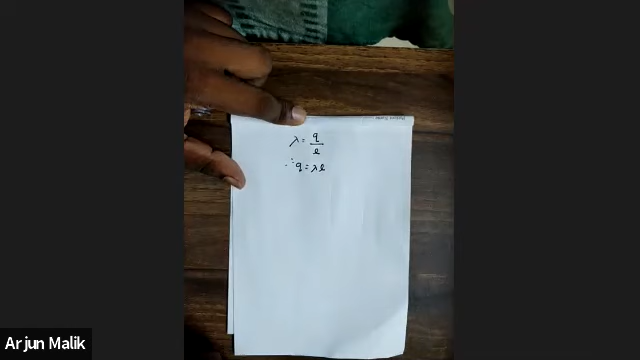 λ = q/l
∴ q = λl
Arjun Malik